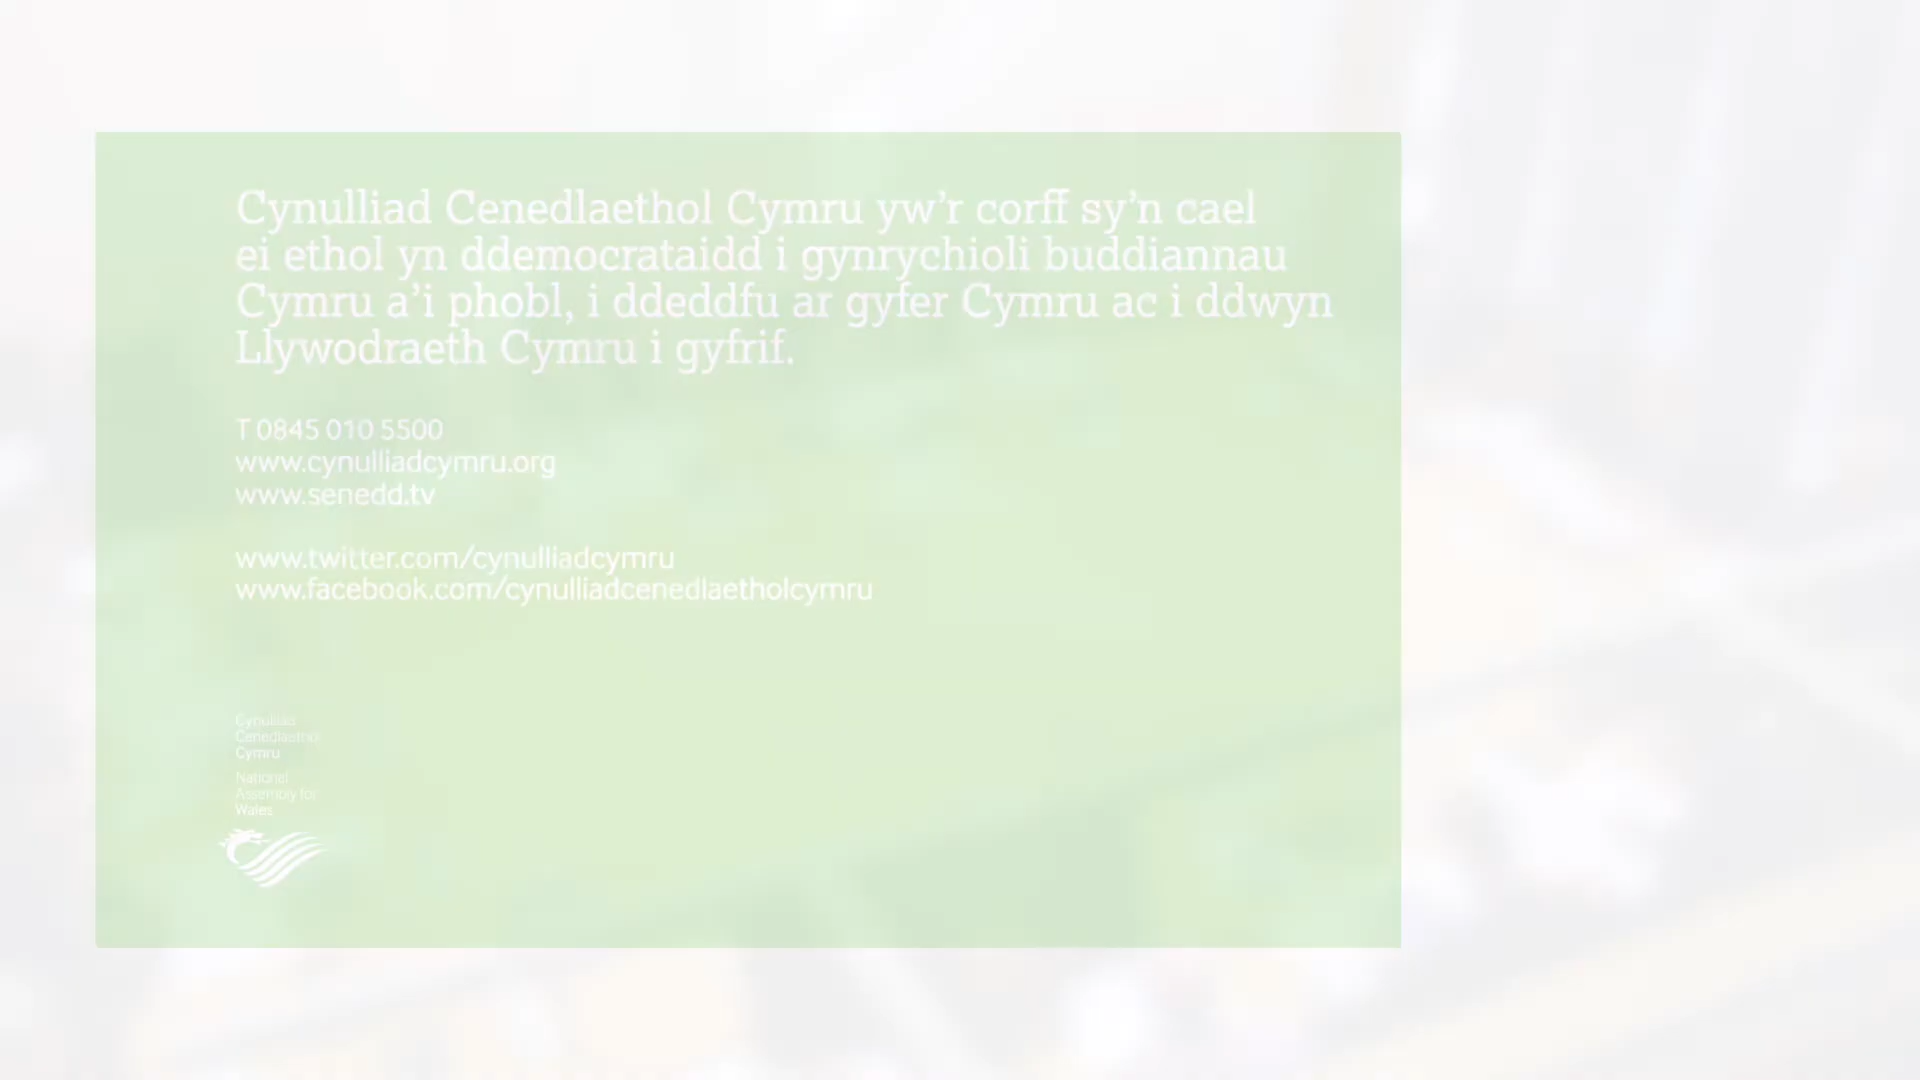 Cynulliad Cenedlaethol Cymru yw’r corff sy’n cael
ei ethol yn ddemocrataidd i gynrychioli buddiannau
Cymru a’i phobl, i ddeddfu ar gyfer Cymru ac i ddwyn
Llywodraeth Cymru i gyfrif.
T 0845 010 5500
www.cynulliadcymru.org
www.senedd.tv
www.twitter.com/cynulliadcymru
www.facebook.com/cynulliadcenedlaetholcymru
Cynulliad
Cenedlaethol
Cymru
National
Assembly for
Wales